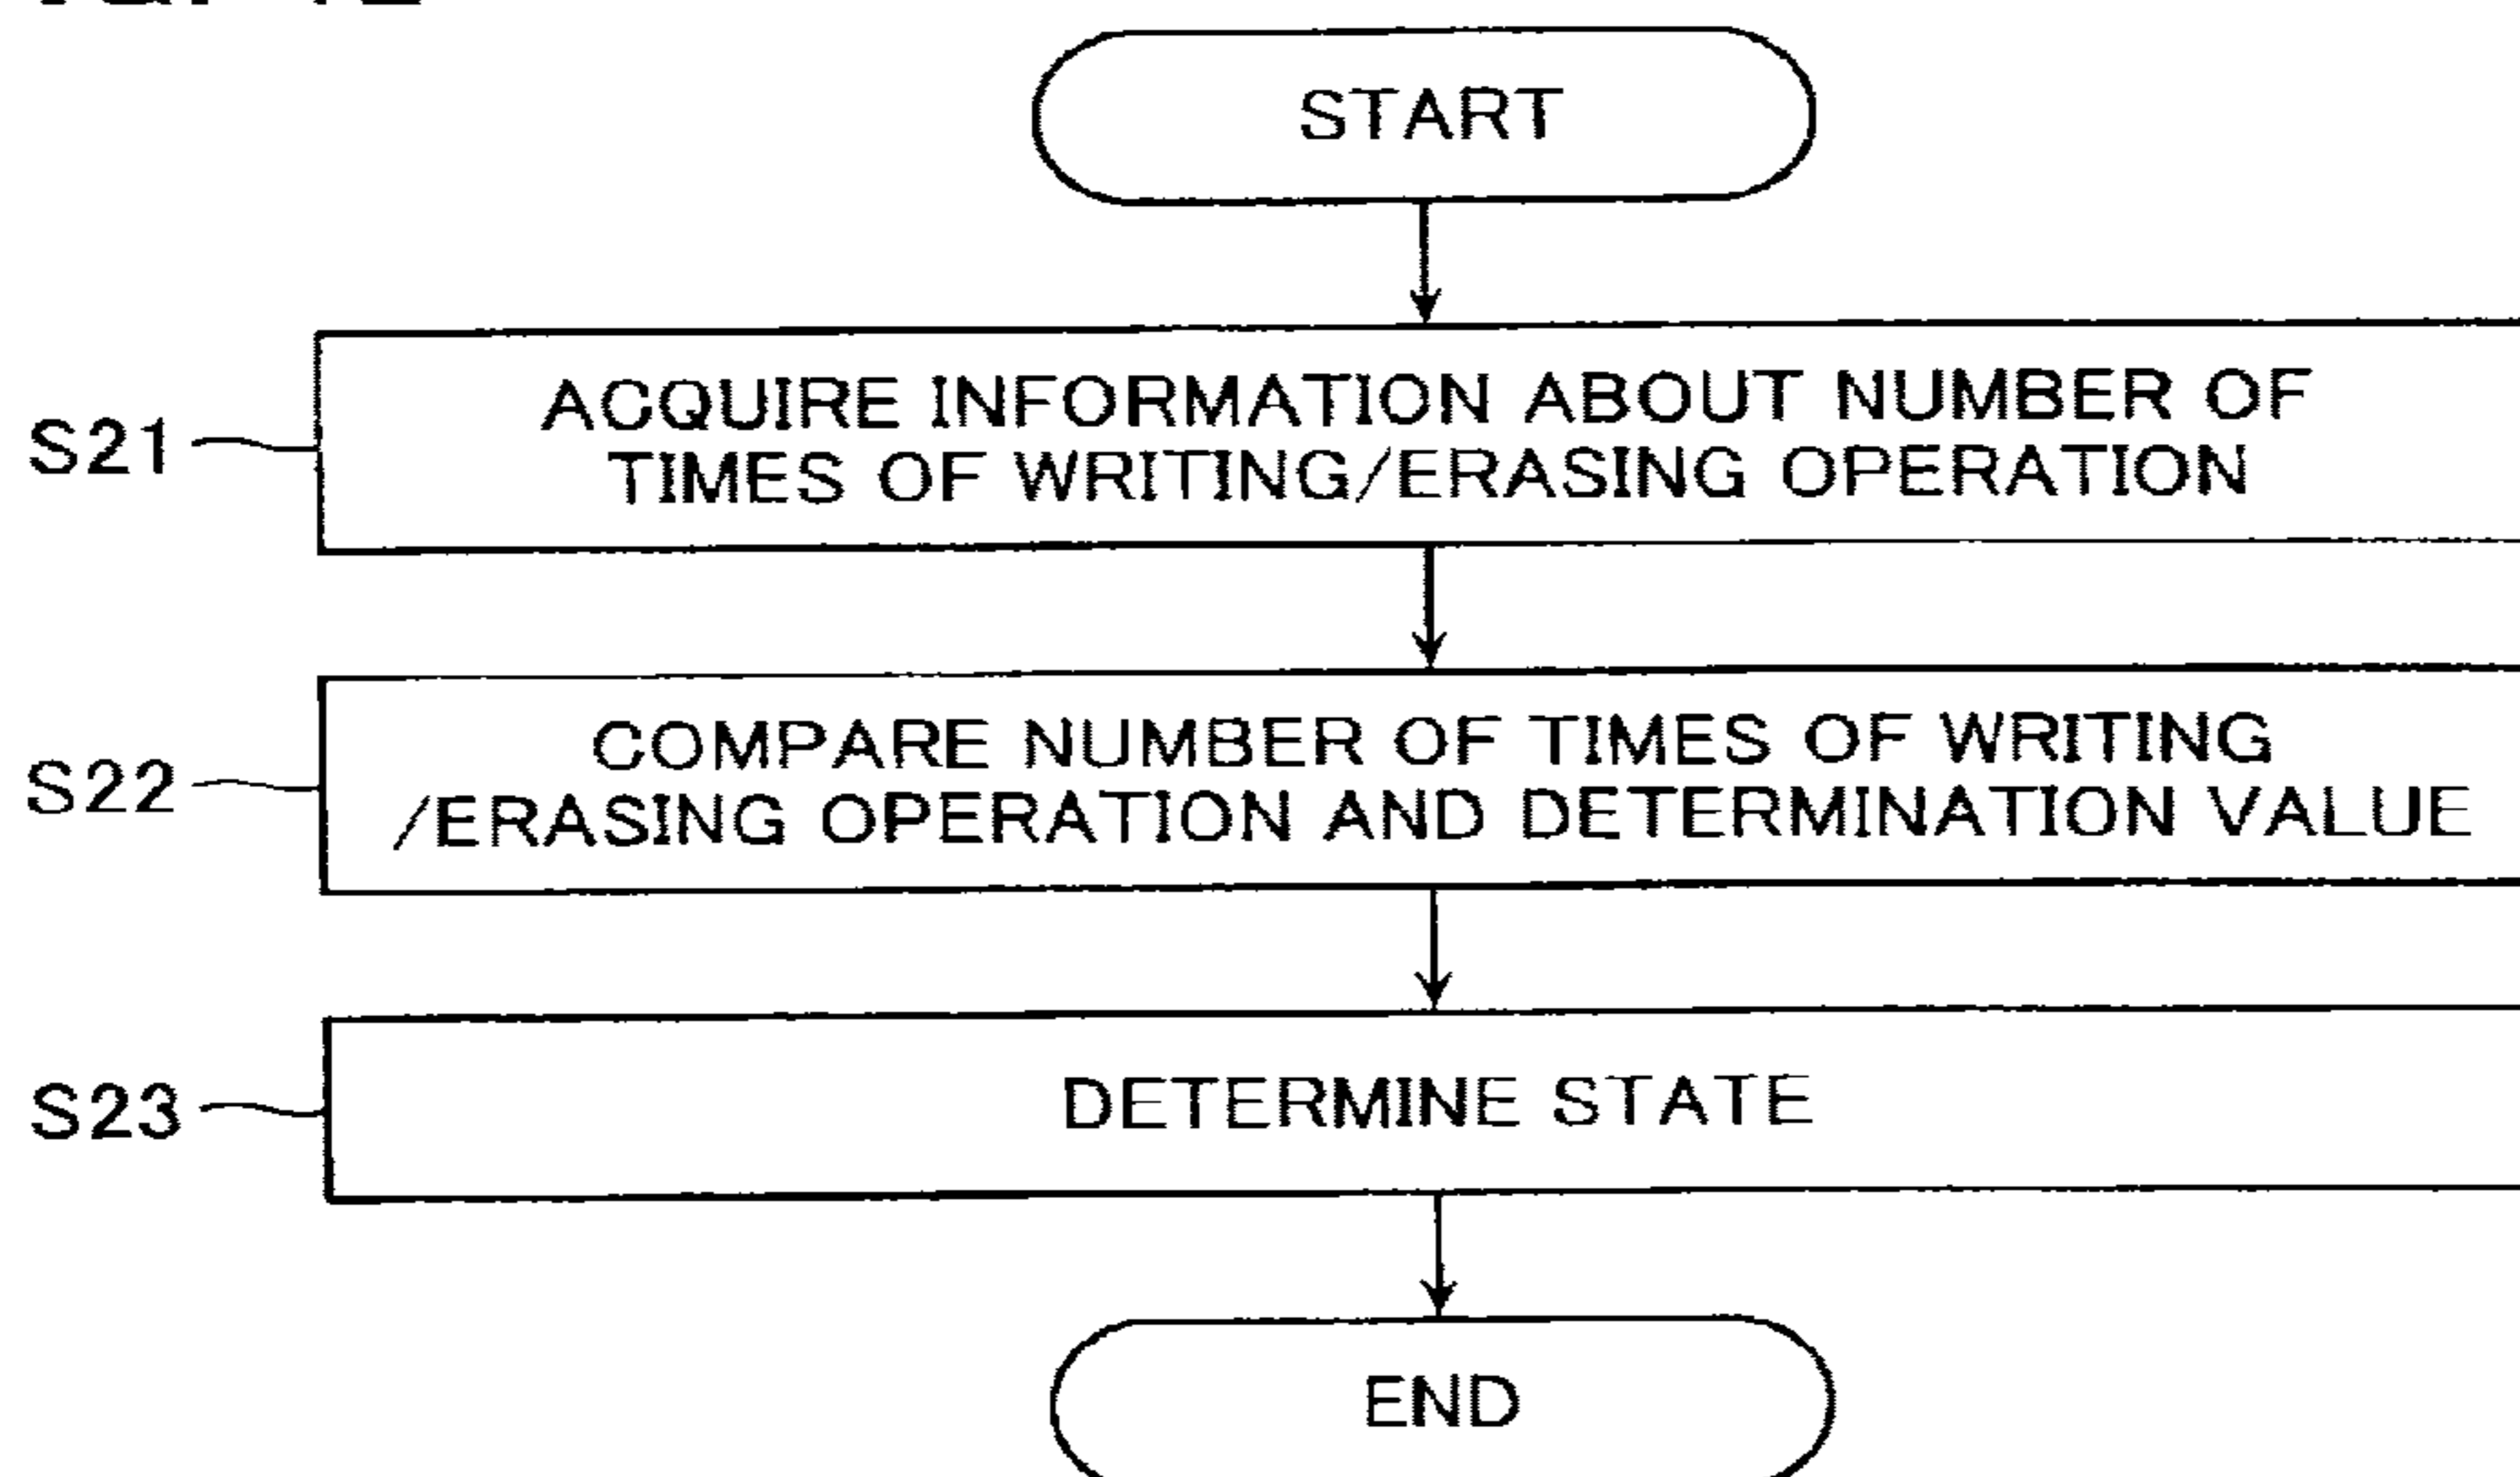 START
S21
ACQUIRE INFORMATION ABOUT NUMBER OF
TIMES OF WRITING/ERASING OPERATION
S22
COMPARE NUMBER OF TIMES OF WRITING
/ERASING OPERATION AND DETERMINATION VALUE
S23
DETERMINE STATE
END